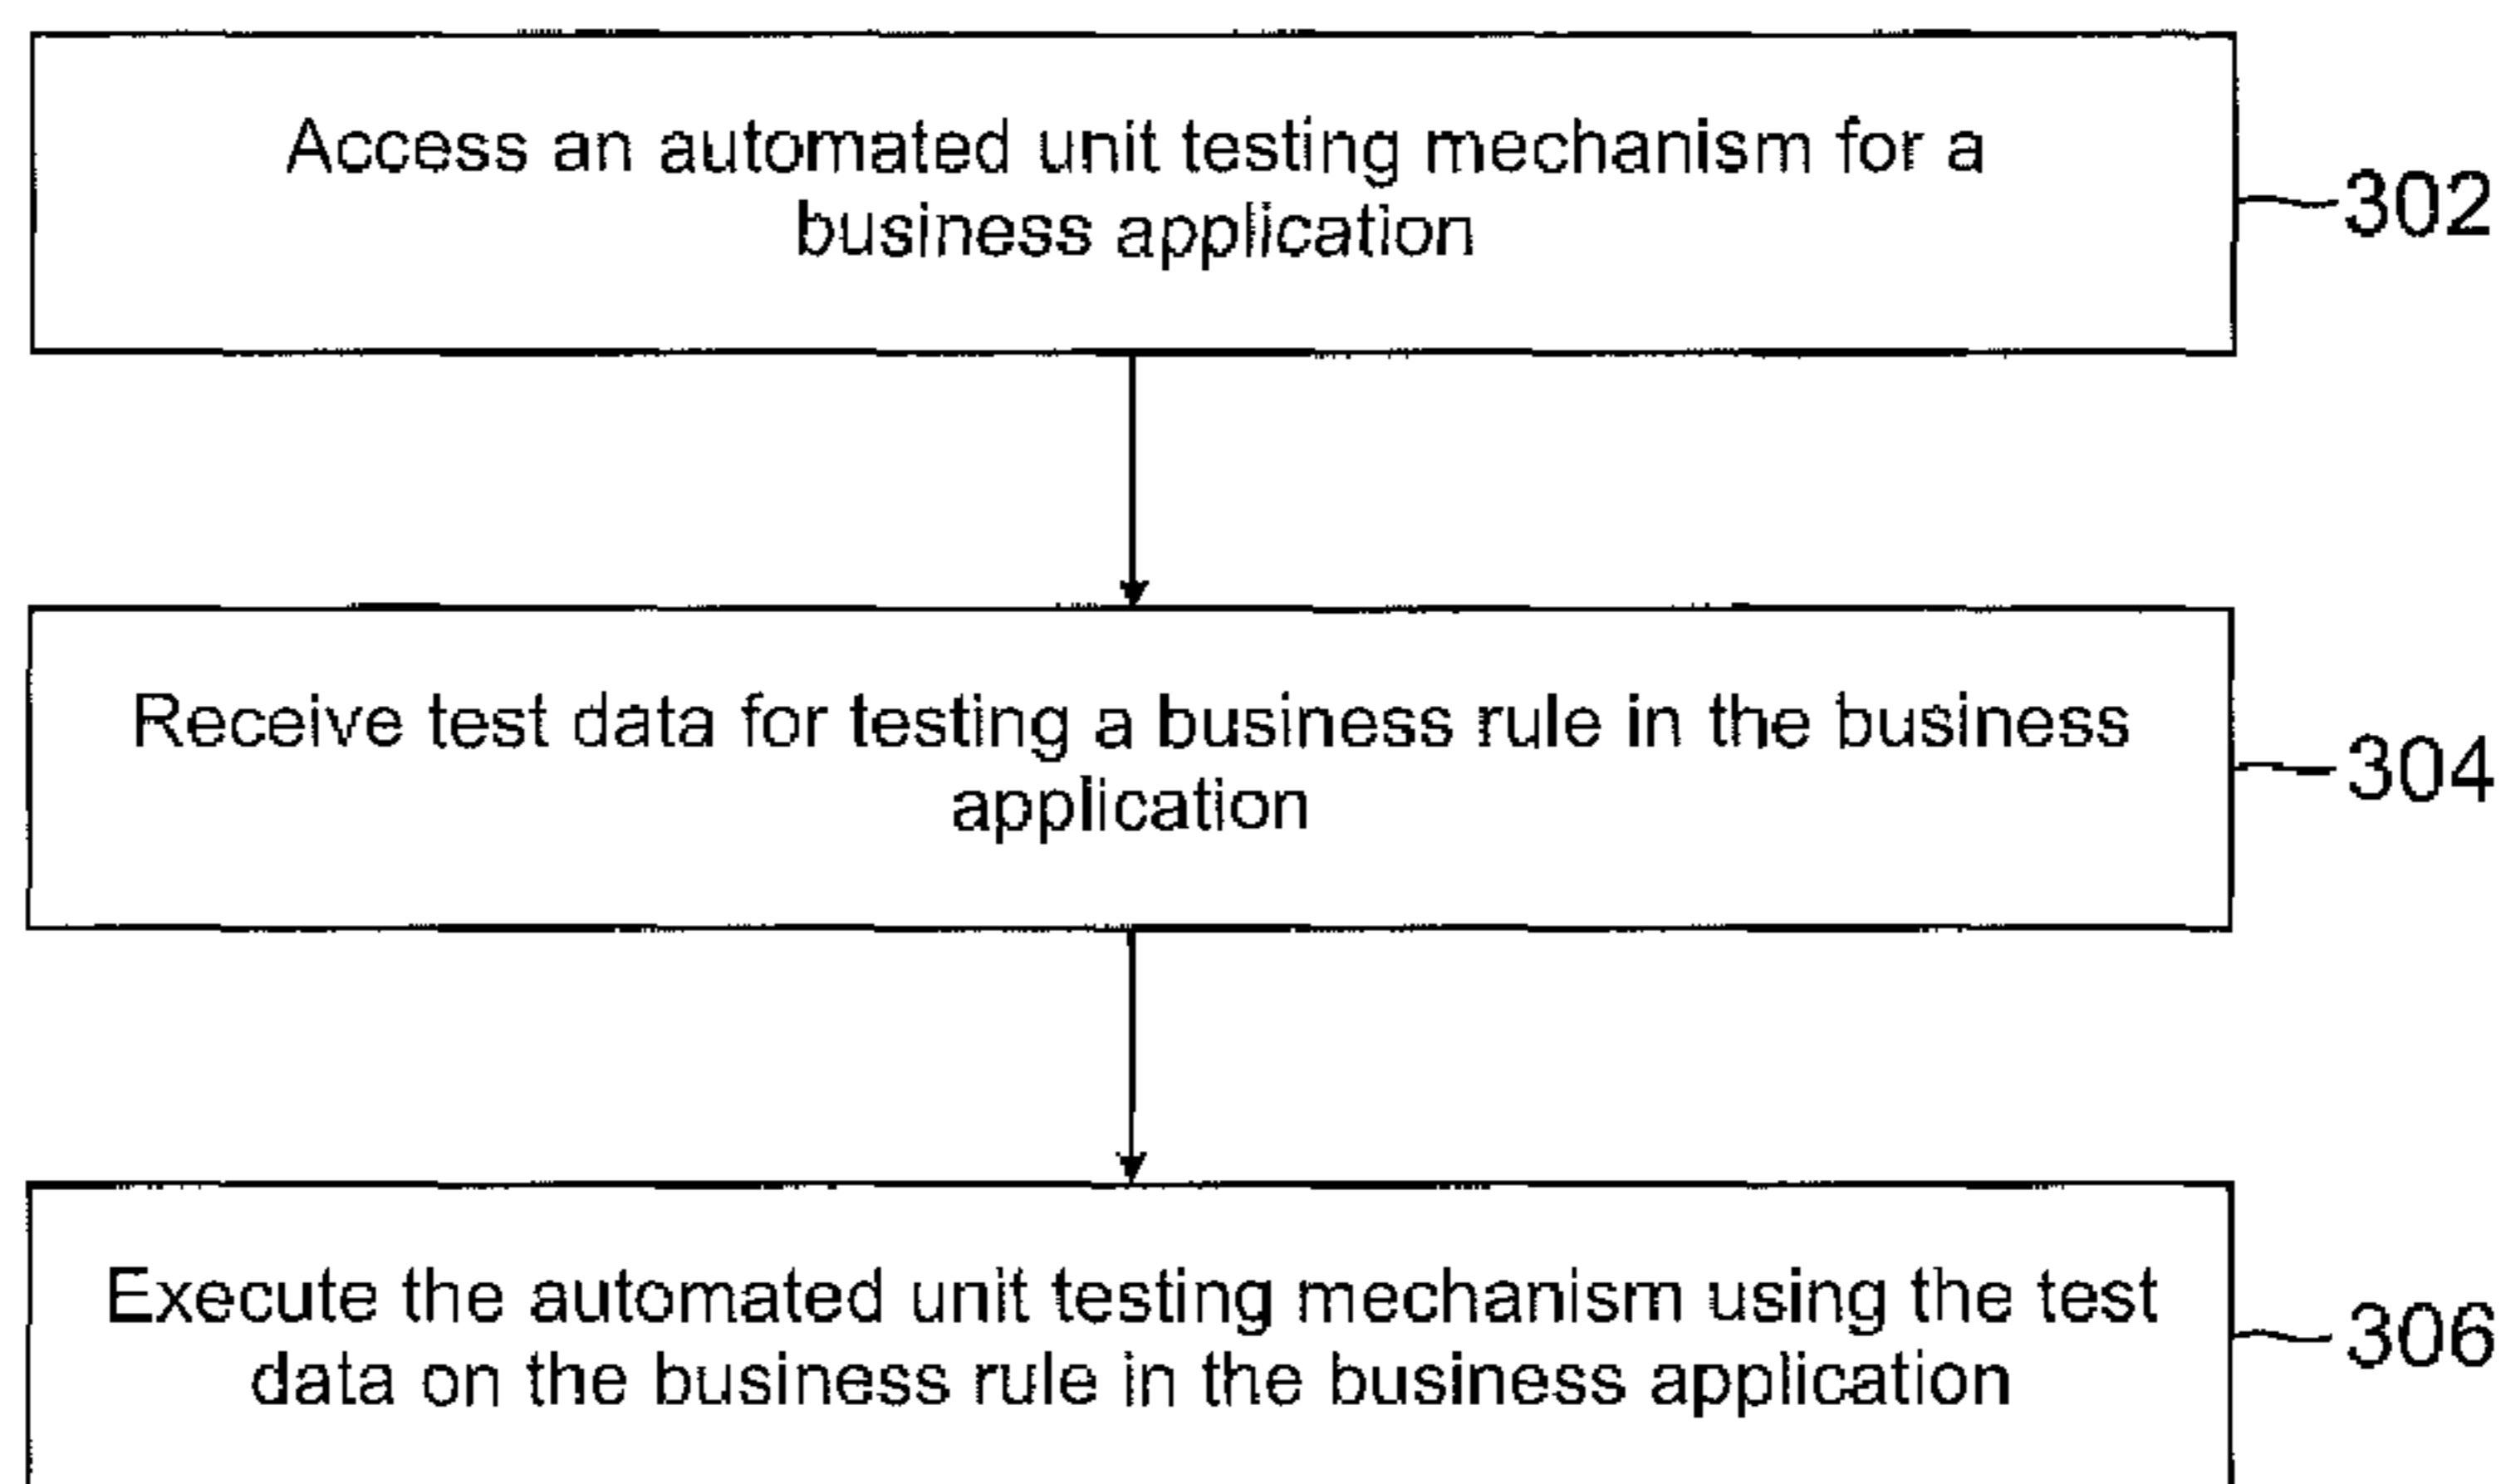 Access an automated unit testing mechanism for a
business application
302
Receive test data for testing a business rule in the business
application
304
Execute the automated unit testing mechanism using the test
data on the business rule in the business application
306